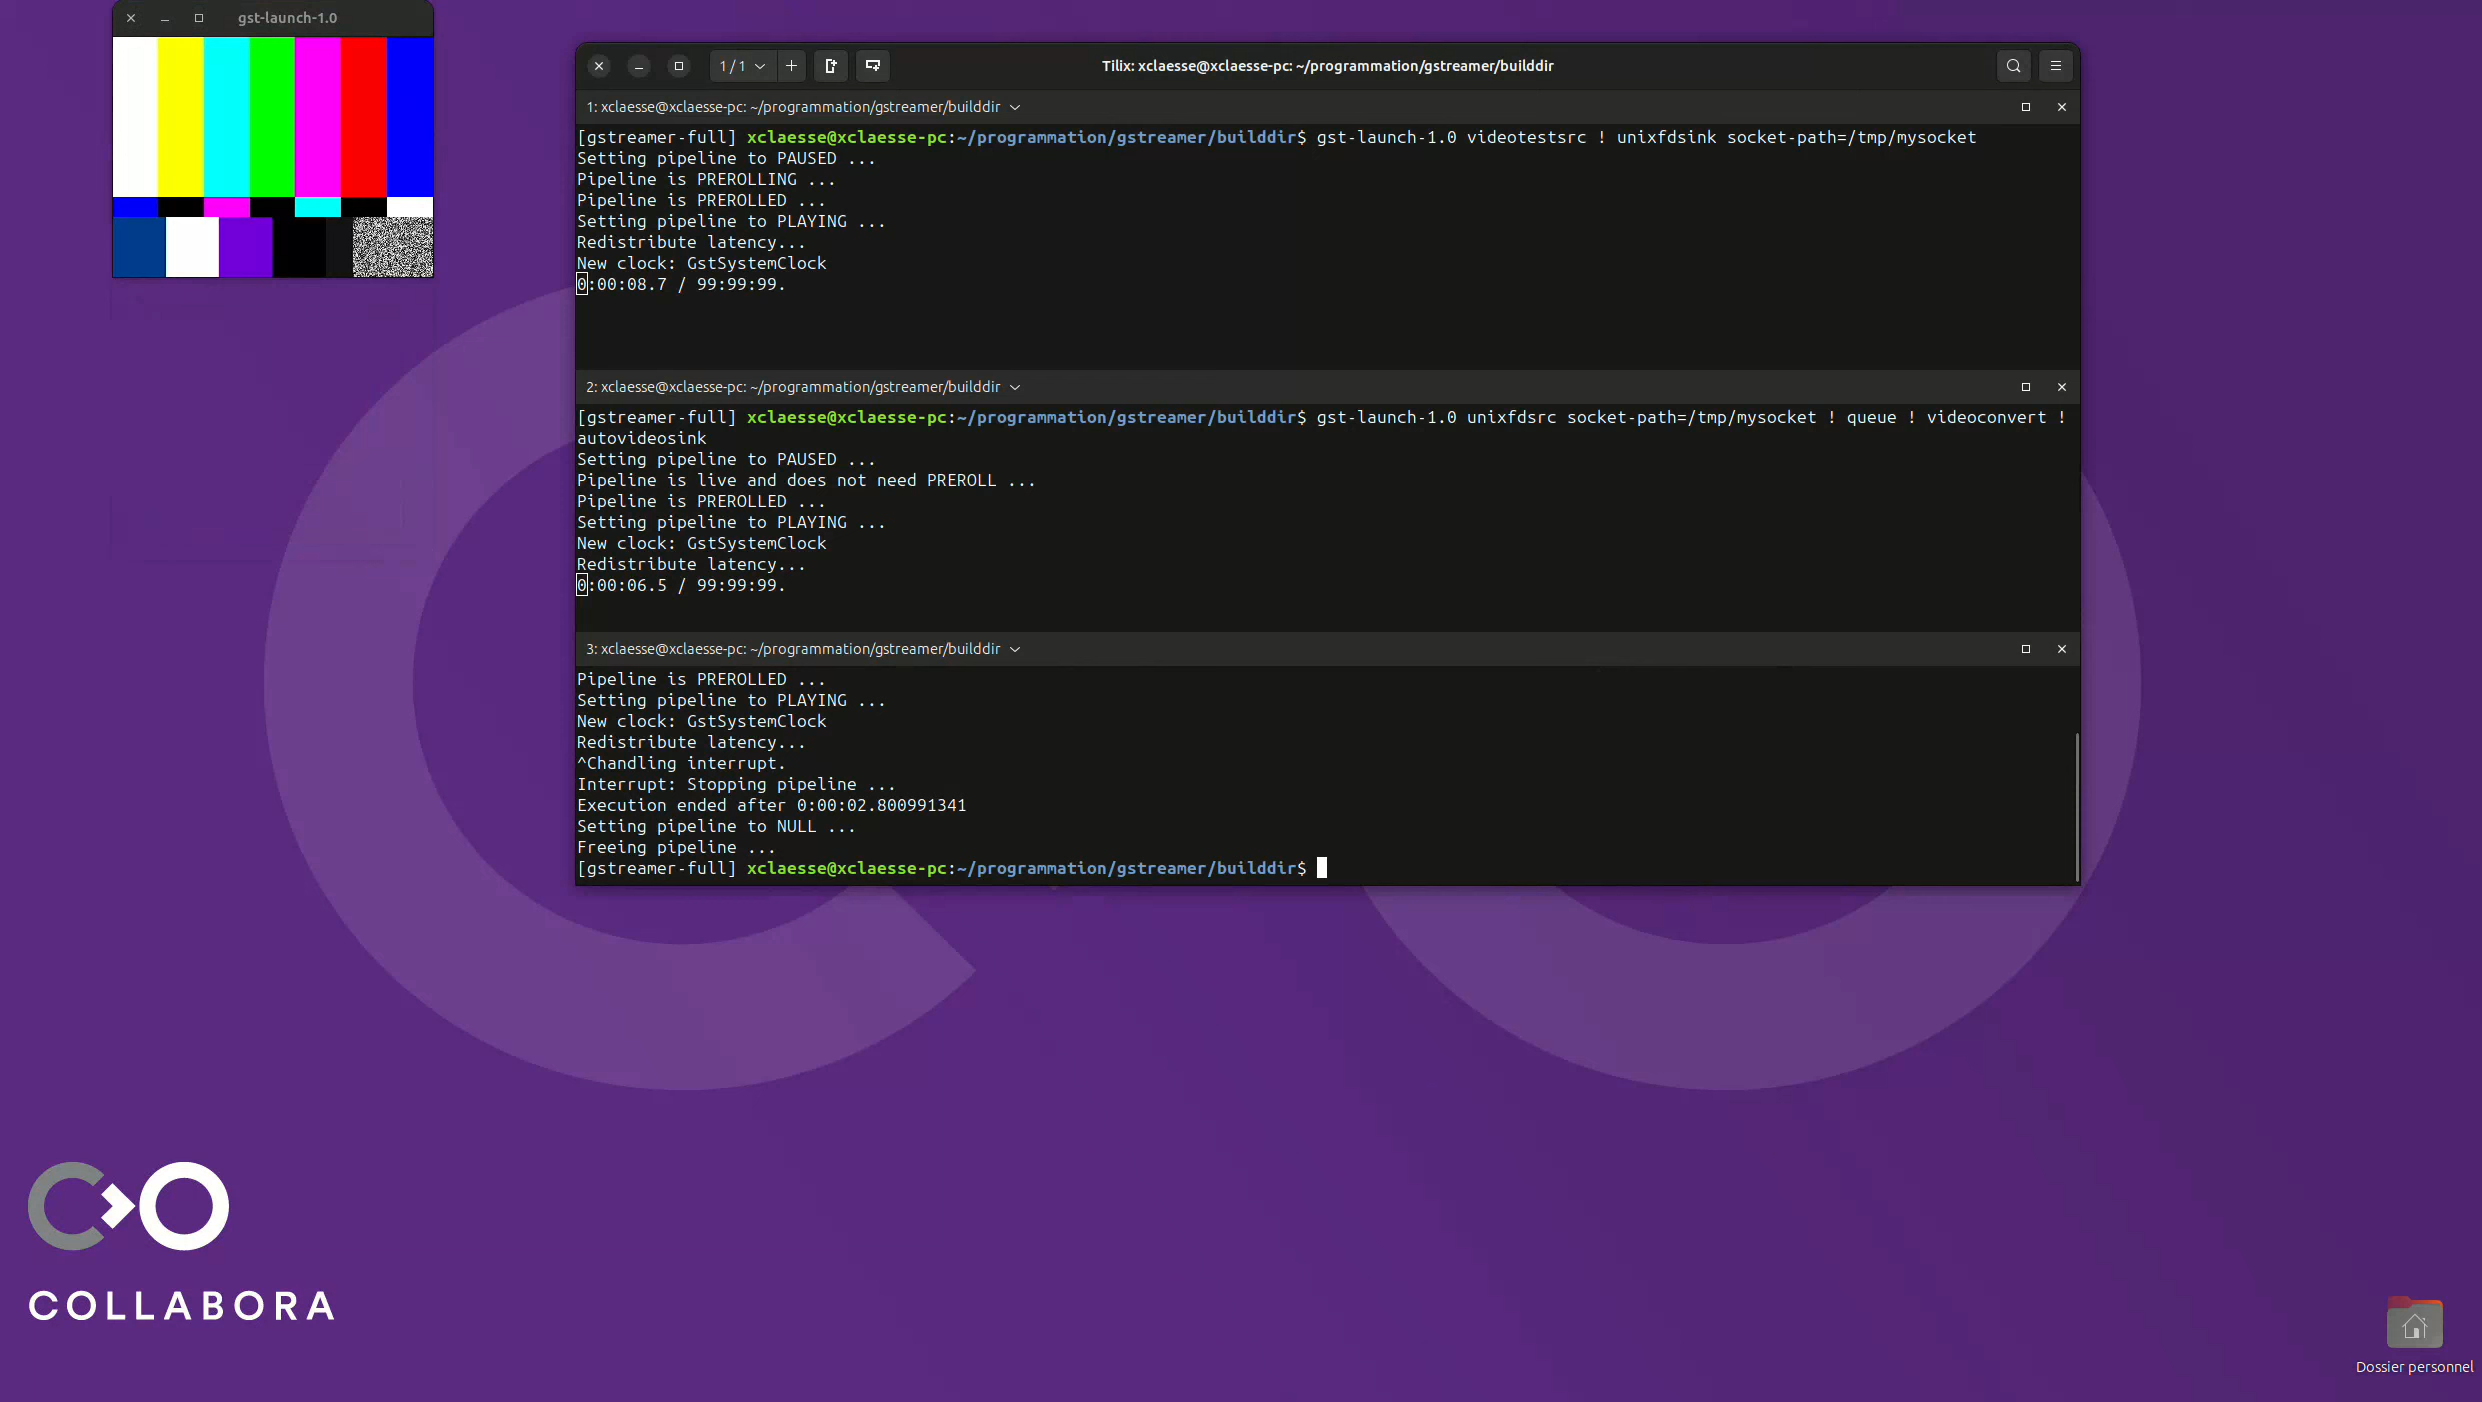 gst-launch-1.0
1 / 1
Tilix: xclaesse@xclaesse-pc: ~/programmation/gstreamer/builddir
1: xclaesse@xclaesse-pc: ~/programmation/gstreamer/builddir
[gstreamer-full] xclaesse@xclaesse-pc:~/programmation/gstreamer/builddir$ gst-launch-1.0 videotestsrc ! unixfdsink socket-path=/tmp/mysocket
Setting pipeline to PAUSED ...
Pipeline is PREROLLING ...
Pipeline is PREROLLED ...
Setting pipeline to PLAYING ...
Redistribute latency...
New clock: GstSystemClock
0:00:08.7 / 99:99:99.
2: xclaesse@xclaesse-pc: ~/programmation/gstreamer/builddir
[gstreamer-full] xclaesse@xclaesse-pc:~/programmation/gstreamer/builddir$ gst-launch-1.0 unixfdsrc socket-path=/tmp/mysocket ! queue ! videoconvert !
autovideosink
Setting pipeline to PAUSED ...
Pipeline is live and does not need PREROLL ...
Pipeline is PREROLLED ...
Setting pipeline to PLAYING ...
New clock: GstSystemClock
Redistribute latency...
0:00:06.5 / 99:99:99.
3: xclaesse@xclaesse-pc: ~/programmation/gstreamer/builddir
Pipeline is PREROLLED ...
Setting pipeline to PLAYING ...
New clock: GstSystemClock
Redistribute latency...
^Chandling interrupt.
Interrupt: Stopping pipeline ...
Execution ended after 0:00:02.800991341
Setting pipeline to NULL ...
Freeing pipeline ...
[gstreamer-full] xclaesse@xclaesse-pc:~/programmation/gstreamer/builddir$
COLLABORA
Dossier personnel